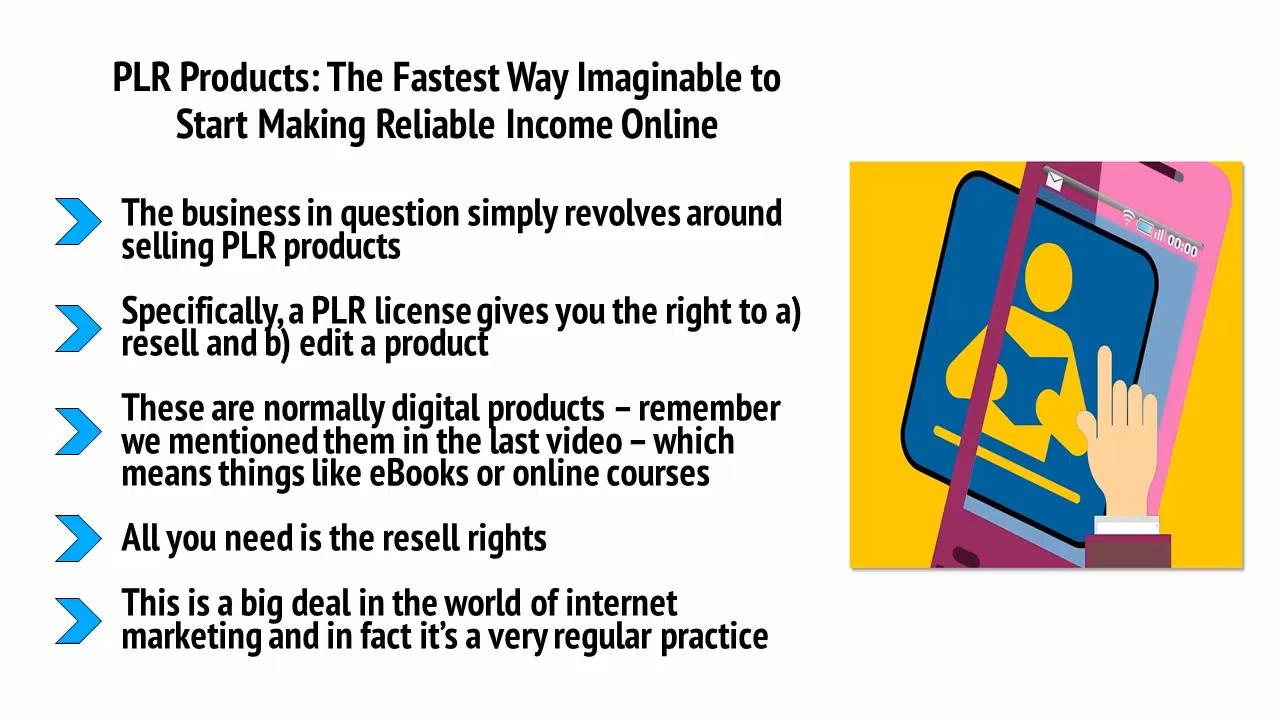 PLR Products: The Fastest Way Imaginable to
Start Making Reliable Income Online
The business in question simply revolves around
selling PLR products
Specifically, a PLR license gives you the right to a)
resell and b) edit a product
These are normally digital products – remember
we mentioned them in the last video – which
means things like eBooks or online courses
All you need is the resell rights
This is a big deal in the world of internet
marketing and in fact it's a very regular practice
00:00